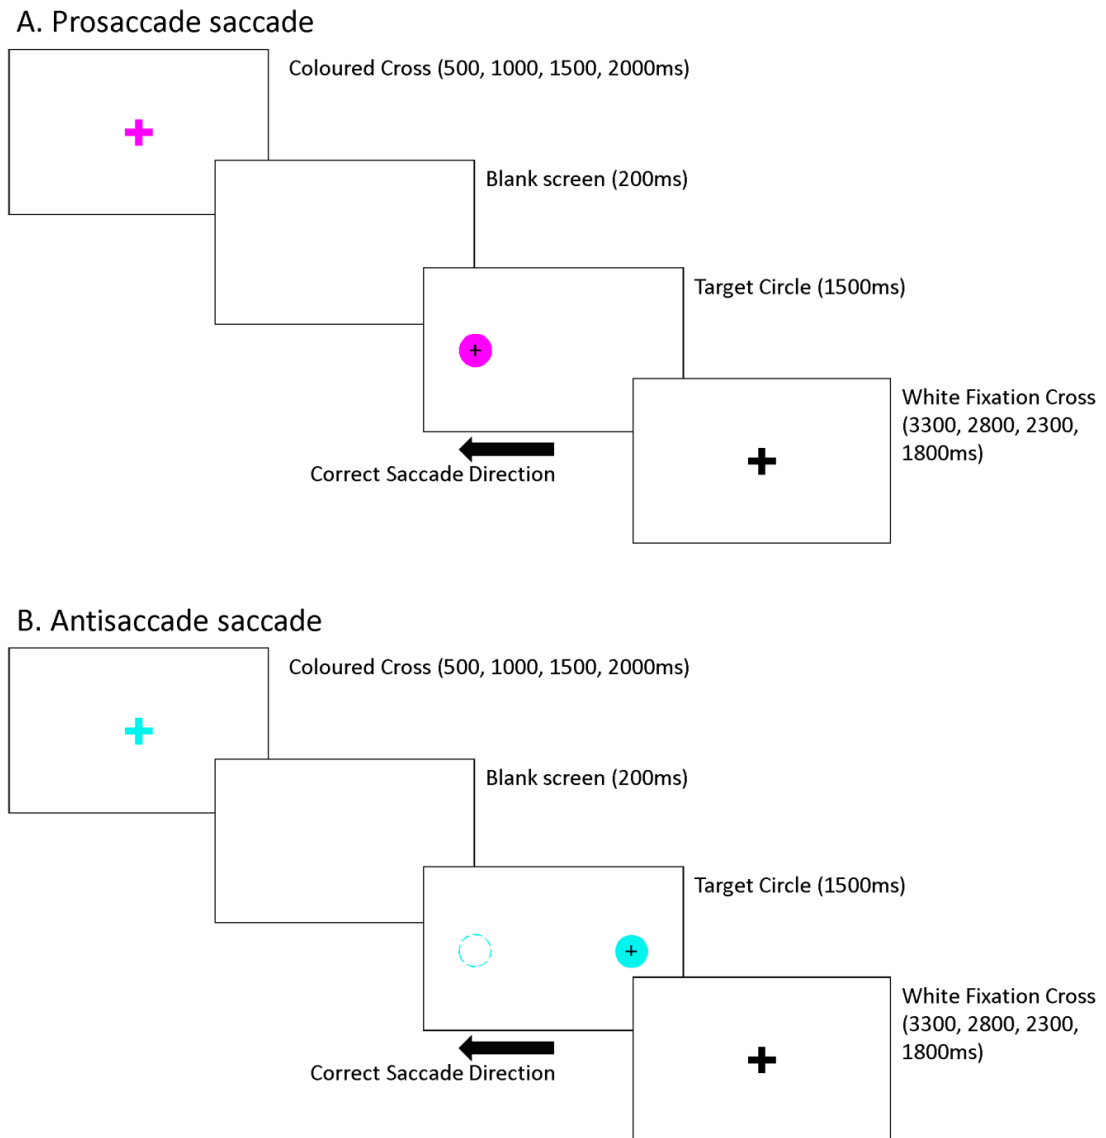 A. Prosaccade saccade
Coloured Cross (500, 1000, 1500, 2000ms)
Blank screen (200ms)
Target Circle (1500ms)
White Fixation Cross
(3300, 2800, 2300,
1800ms)
Correct Saccade Direction
B. Antisaccade saccade
Coloured Cross (500, 1000, 1500, 2000ms)
Blank screen (200ms)
Target Circle (1500ms)
White Fixation Cross
(3300, 2800, 2300,
1800ms)
Correct Saccade Direction